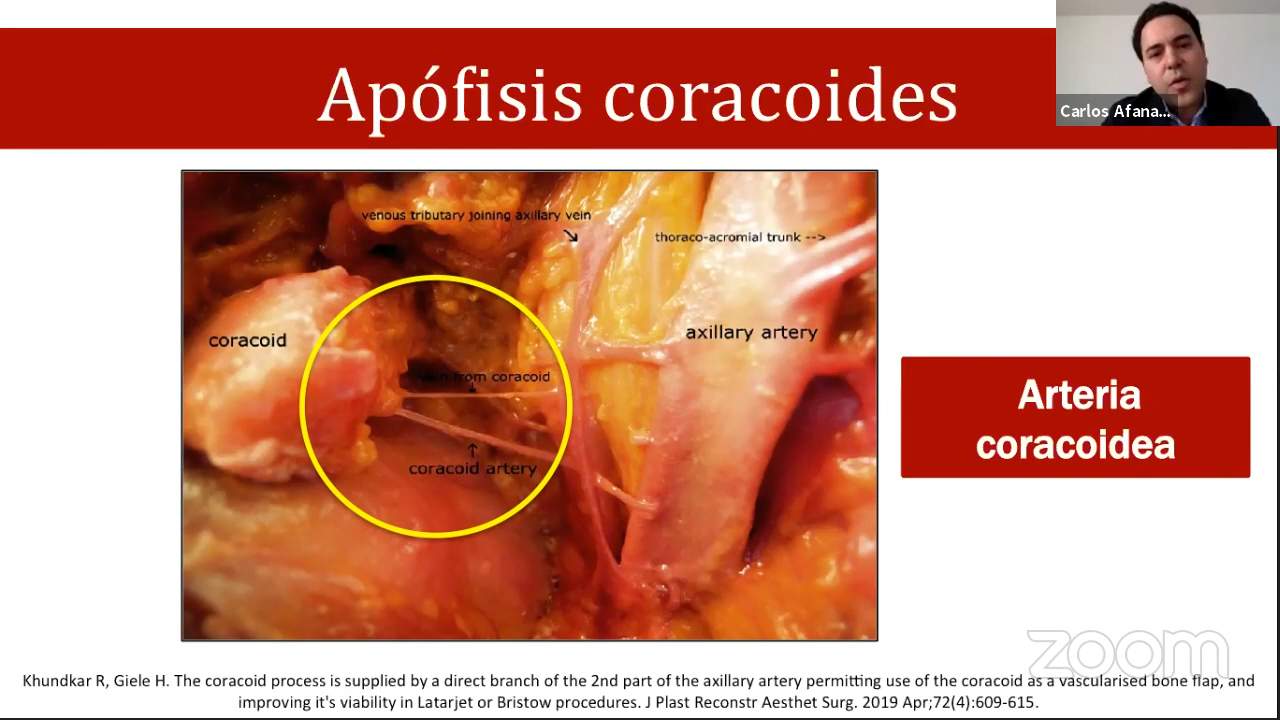 Apófisis coracoides
Carlos Afana...
venous tributary joining axillary vein
thoraco-acromial trunk -->
coracoid
axillary artery
from coracoid
coracoid artery
Arteria
coracoidea
zoom
Khundkar R, Giele H. The coracoid process is supplied by a direct branch of the 2nd part of the axillary artery permitting use of the coracoid as a vascularised bone flap, and
improving it's viability in Latarjet or Bristow procedures. J Plast Reconstr Aesthet Surg. 2019 Apr;72(4):609-615.